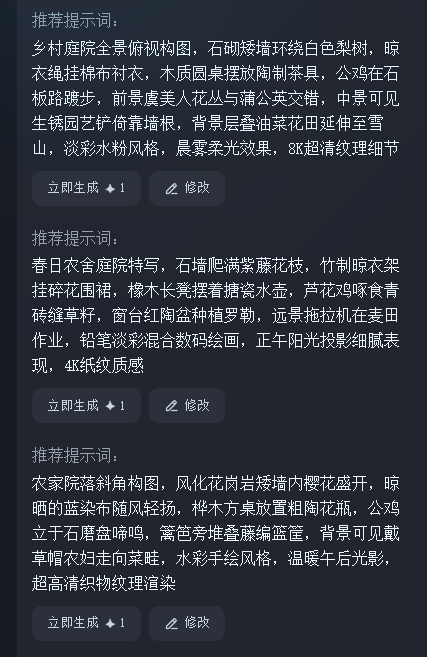 推荐提示词：
乡村庭院全景俯视构图，石砌矮墙环绕白色梨树，晾
衣绳挂棉布衬衣，木质圆桌摆放陶制茶具，公鸡在石
板路踱步，前景虞美人花丛与蒲公英交错，中景可见
生锈园艺铲倚靠墙根，背景层叠油菜花田延伸至雪
山，淡彩水粉风格，晨雾柔光效果，8K超清纹理细节
立即生成 1 修改
推荐提示词：
春日农舍庭院特写，石墙爬满紫藤花枝，竹制晾衣架
挂碎花围裙，橡木长凳摆着搪瓷水壶，芦花鸡啄食青
砖缝草籽，窗台红陶盆种植罗勒，远景拖拉机在麦田
作业，铅笔淡彩混合数码绘画，正午阳光投影细腻表
现，4K纸纹质感
立即生成 1 修改
推荐提示词：
农家院落斜角构图，风化花岗岩矮墙内樱花盛开，晾
晒的蓝染布随风轻扬，桦木方桌放置粗陶花瓶，公鸡
立于石磨盘啼鸣，篱笆旁堆叠藤编篮筐，背景可见戴
草帽农妇走向菜畦，水彩手绘风格，温暖午后光影，
超高清织物纹理渲染
立即生成 1 修改